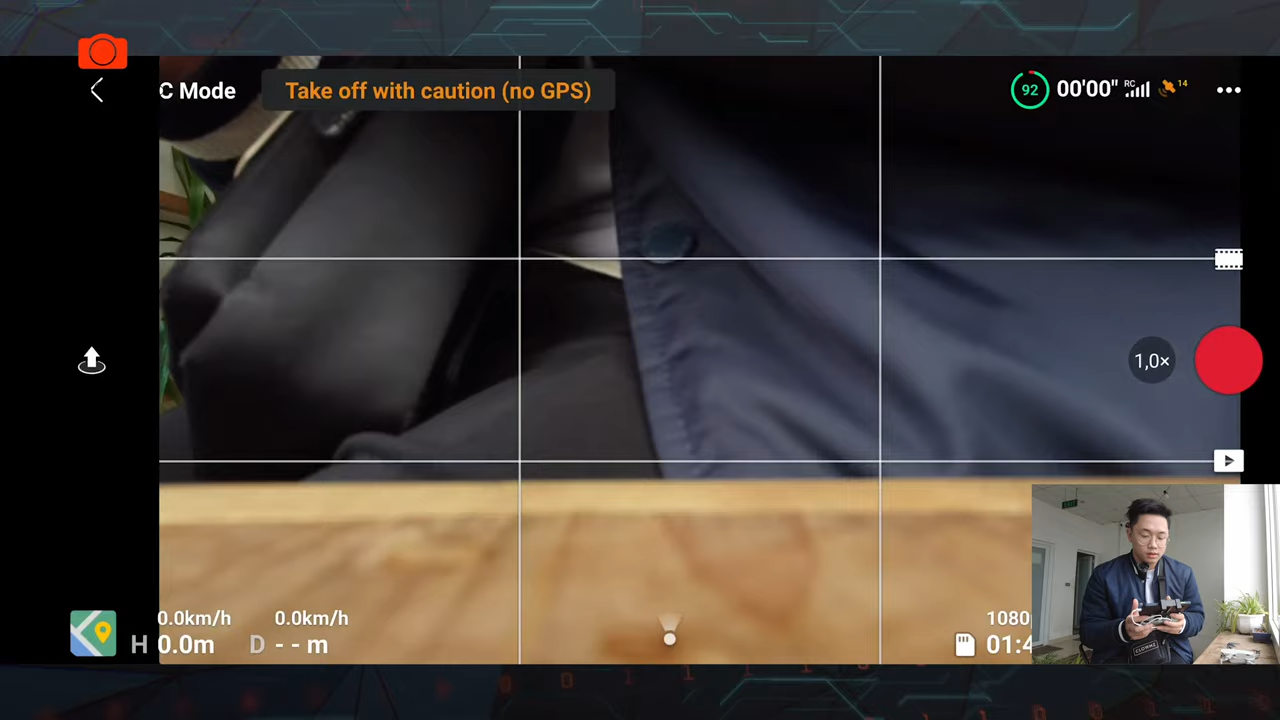 C Mode
Take off with caution (no GPS)
92
00'00"
RC
14
1,0×
0.0km/h
0.0km/h
H 0.0m
D - - m
1080
01:4
CLOWNZ